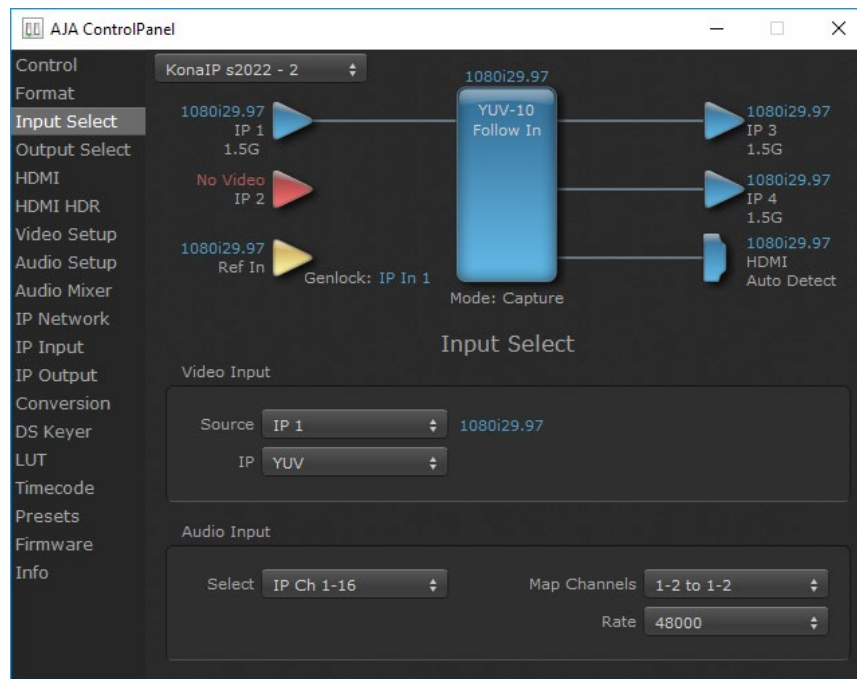 AJA ControlPanel
Control
Format
Input Select
Output Select
HDMI
HDMI HDR
Video Setup
Audio Setup
Audio Mixer
IP Network
IP Input
IP Output
Conversion
DS Keyer
LUT
Timecode
Presets
Firmware
Info
KonaIP s2022 - 2
1080i29.97
IP 1
1.5G
No Video
IP 2
1080i29.97
Ref In
Genlock: IP In 1
1080i29.97
YUV-10
Follow In
Mode: Capture
1080i29.97
IP 3
1.5G
1080i29.97
IP 4
1.5G
1080i29.97
HDMI
Auto Detect
Input Select
Video Input
Source IP 1 1080i29.97
IP YUV
Audio Input
Select IP Ch 1-16 Map Channels 1-2 to 1-2
Rate 48000